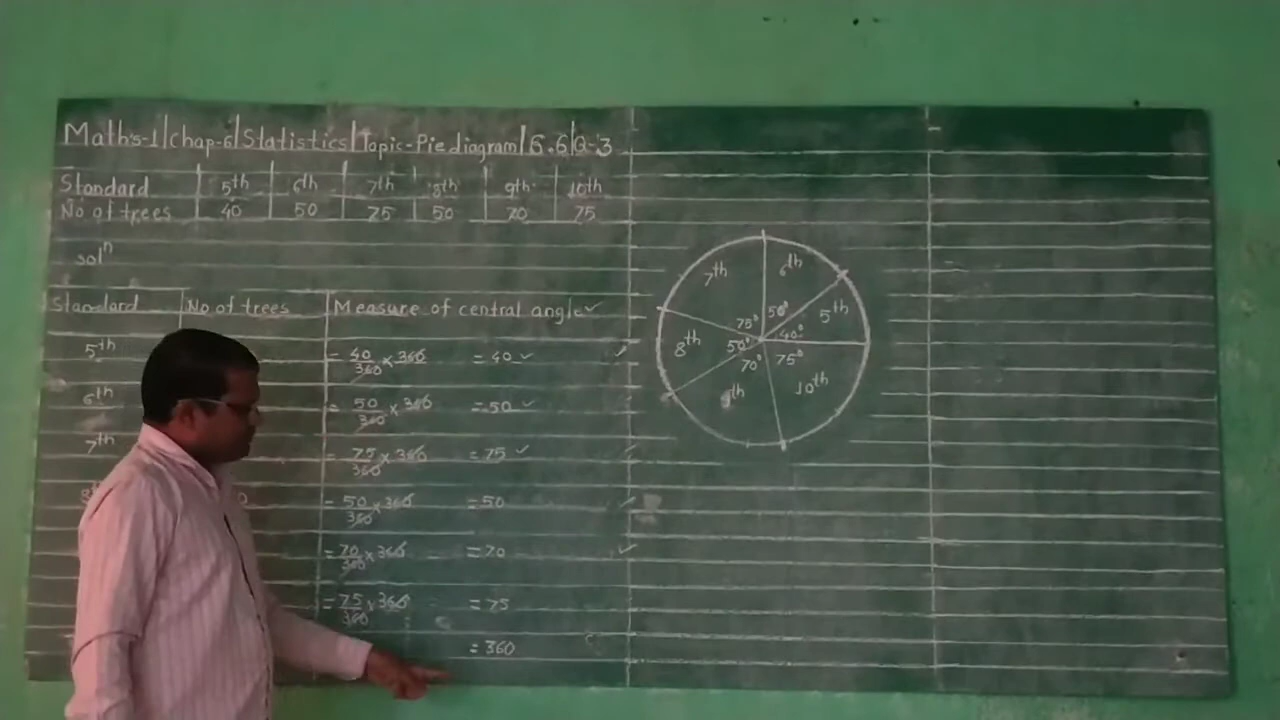 Maths-1|Chap-6|Statistics|Topic-Pie diagram|6.6|Q-3
Standard 5th 6th 7th 8th 9th 10th
No of trees 40 50 75 50 70 75
soln
Standard No of trees Measure of central angle ✓
5th = 40/360 × 360 = 40 ✓
6th = 50/360 × 360 = 50 ✓
7th = 75/360 × 360 = 75 ✓
= 50/360 × 360 = 50
= 70/360 × 360 = 70
= 75/360 × 360 = 75
= 360
7th 6th
5th
8th
9th 10th
75° 50°
40°
50°
70° 75°